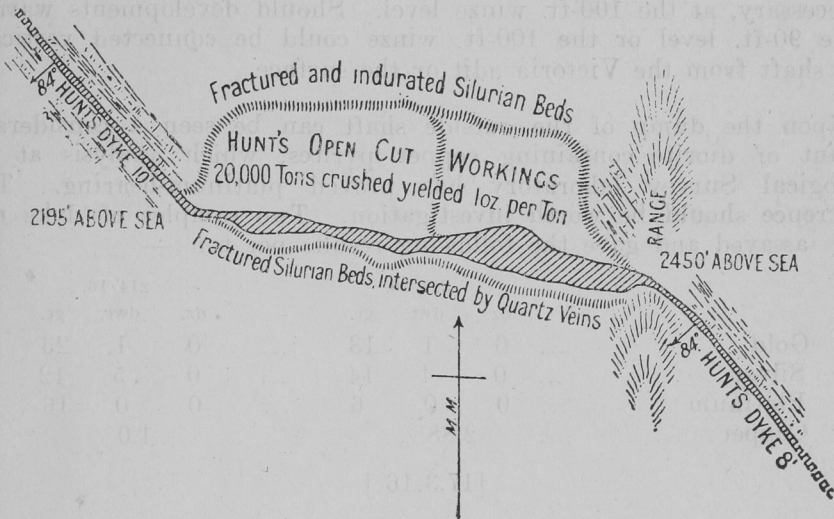 Fractured and indurated Silurian Beds
84° HUNTS DYKE 10'
HUNT'S OPEN CUT WORKINGS
20,000 Tons crushed yielded 1oz. per Ton
2195' ABOVE SEA
RANGE
2450' ABOVE SEA
Fractured Silurian Beds, intersected by Quartz Veins
84° HUNTS DYKE 8'
M.M.